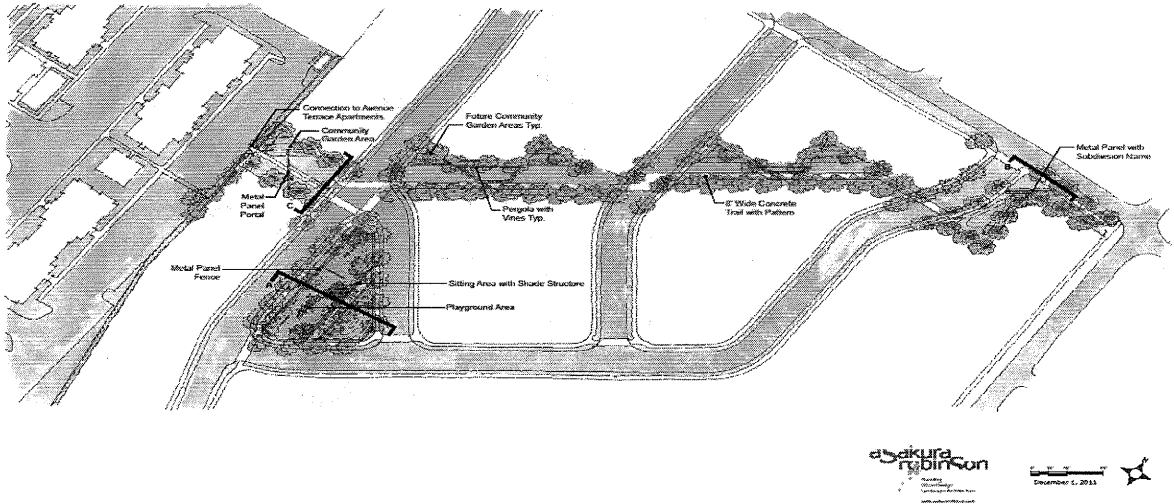 Connection to Avenue
Terrace Apartments
Community
Garden Area
Future Community
Garden Areas Typ.
Metal Panel with
Subdivision Name
Metal
Panel
Portal
C
Pergola with
Vines Typ.
8' Wide Concrete
Trail with Pattern
Metal Panel
Fence
Sitting Area with Shade Structure
Playground Area
asakura
robinson
December 1, 2011